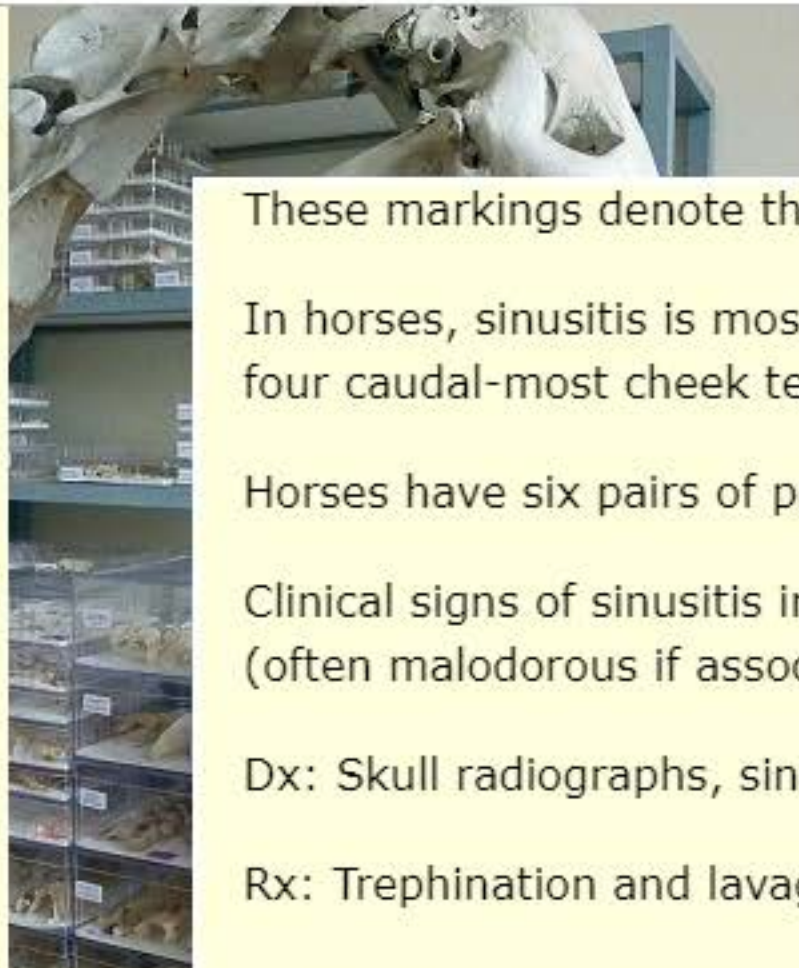 These markings denote th
In horses, sinusitis is mos
four caudal-most cheek te
Horses have six pairs of p
Clinical signs of sinusitis in
(often malodorous if assoc
Dx: Skull radiographs, sin
Rx: Trephination and lavag